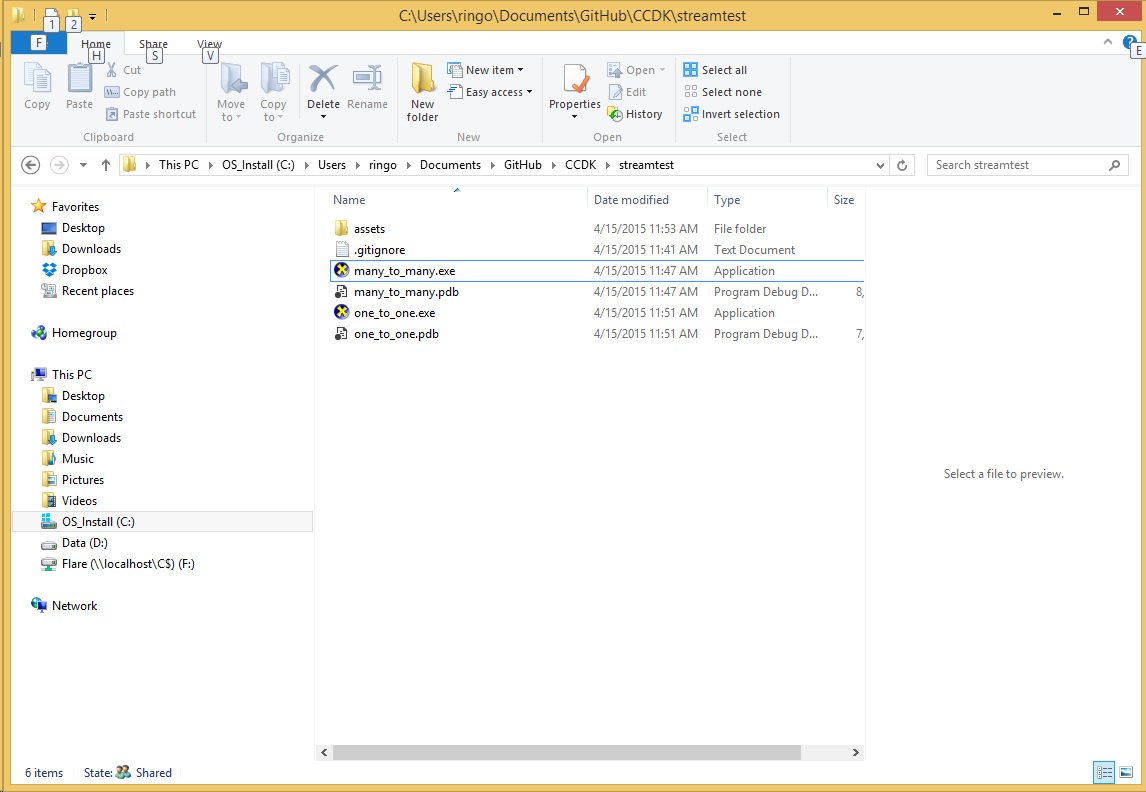 C:\Users\ringo\Documents\GitHub\CCDK\streamtest
1 2
F Home Share View
H S V E
Copy Paste Cut Copy path Paste shortcut
Clipboard
Move to Copy to Delete Rename
Organize
New folder New item Easy access
New
Properties Open Edit History
Open
Select all Select none Invert selection
Select
This PC OS_Install (C:) Users ringo Documents GitHub CCDK streamtest
Search streamtest
Favorites
Desktop
Downloads
Dropbox
Recent places
Homegroup
This PC
Desktop
Documents
Downloads
Music
Pictures
Videos
OS_Install (C:)
Data (D:)
Flare (\\localhost\C$) (F:)
Network
Name Date modified Type Size
assets 4/15/2015 11:53 AM File folder
.gitignore 4/15/2015 11:41 AM Text Document
many_to_many.exe 4/15/2015 11:47 AM Application
many_to_many.pdb 4/15/2015 11:47 AM Program Debug D... 8,
one_to_one.exe 4/15/2015 11:51 AM Application
one_to_one.pdb 4/15/2015 11:51 AM Program Debug D... 7,
Select a file to preview.
6 items State: Shared